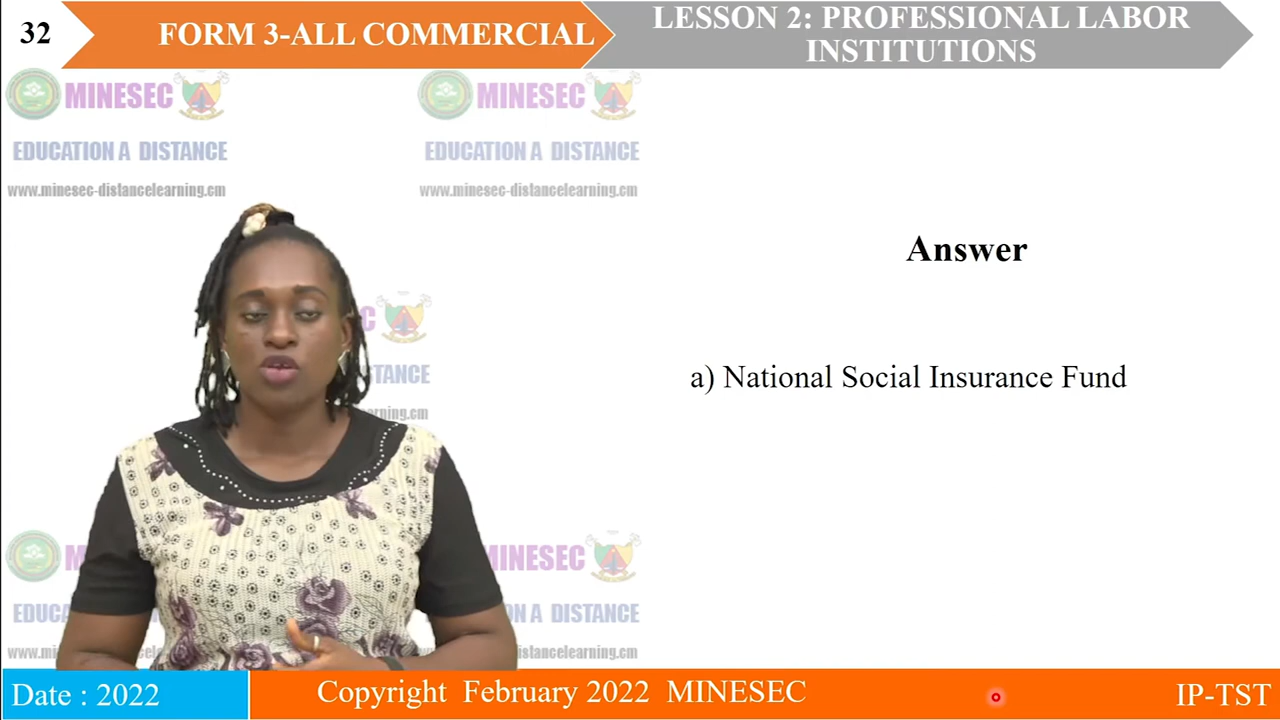 32
FORM 3-ALL COMMERCIAL
LESSON 2: PROFESSIONAL LABOR
INSTITUTIONS
MINESEC
MINESEC
EDUCATION A DISTANCE
EDUCATION A DISTANCE
www.minesec-distancelearning.cm
www.minesec-distancelearning.cm
Answer
a) National Social Insurance Fund
MINESEC
DISTANCE
Date : 2022
Copyright February 2022 MINESEC
IP-TST